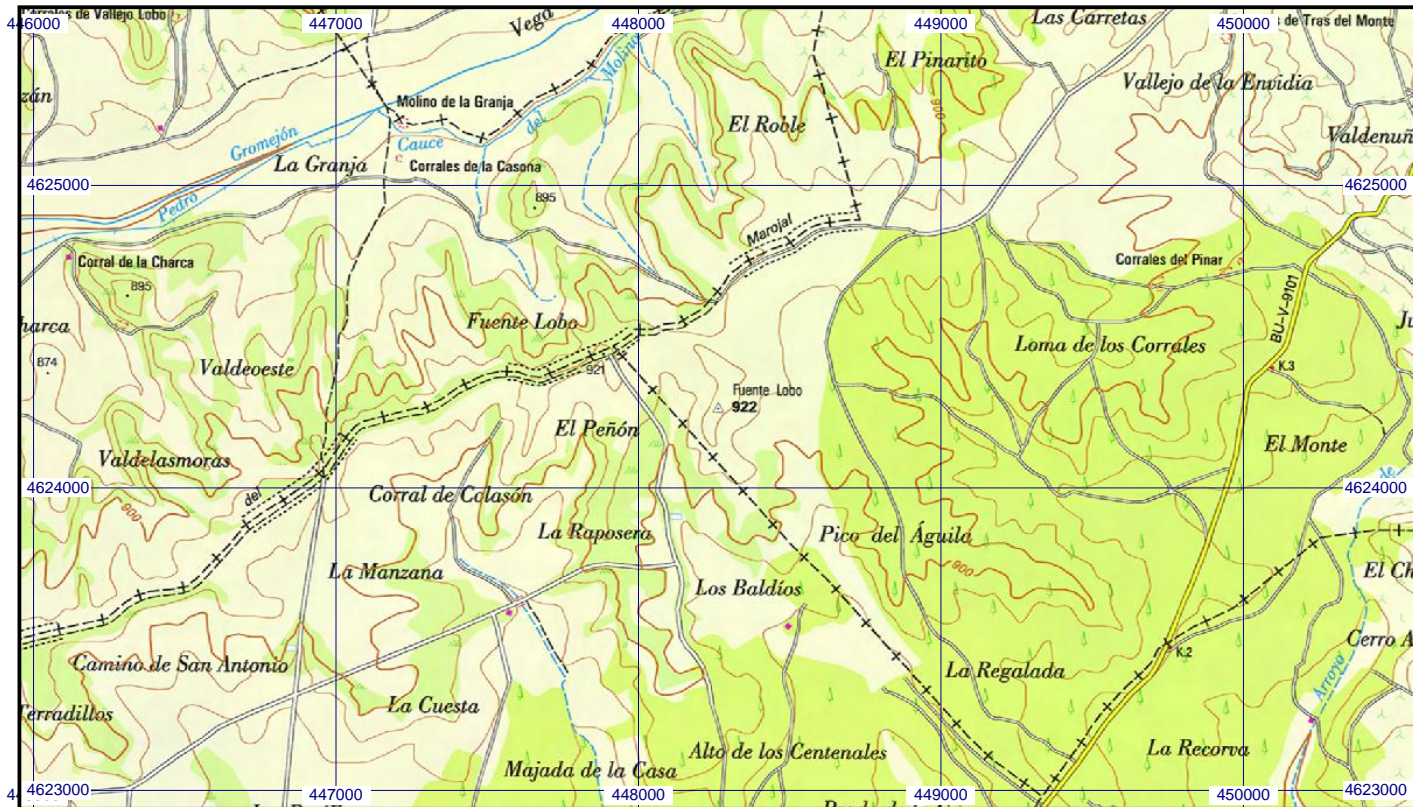 446000
447000
448000
449000
450000
Corrales de Vallejo Lobo
Vega
Las Carretas
de Tras del Monte
El Pinarito
Vallejo de la Envidia
Molino
Molino de la Granja
del
El Roble
900
Valdenuñ
Gromejón
Cauce
La Granja
Corrales de la Casona
4625000
4625000
Pedro
895
Marojal
Corral de la Charca
Corrales del Pinar
895
BU-V-9101
harca
Fuente Lobo
Loma de los Corrales
874
Valdeoeste
921
K.3
Fuente Lobo
922
El Peñón
El Monte
Valdelasmoras
de
4624000
del
Corral de Colasón
4624000
900
La Raposera
Pico del Águila
La Manzana
900
El Ch
Los Baldíos
Camino de San Antonio
K.2
Cerro A
La Regalada
Arroyo
Terradillos
La Cuesta
Alto de los Centenales
La Recorva
Majada de la Casa
4623000
447000
448000
449000
450000
4623000